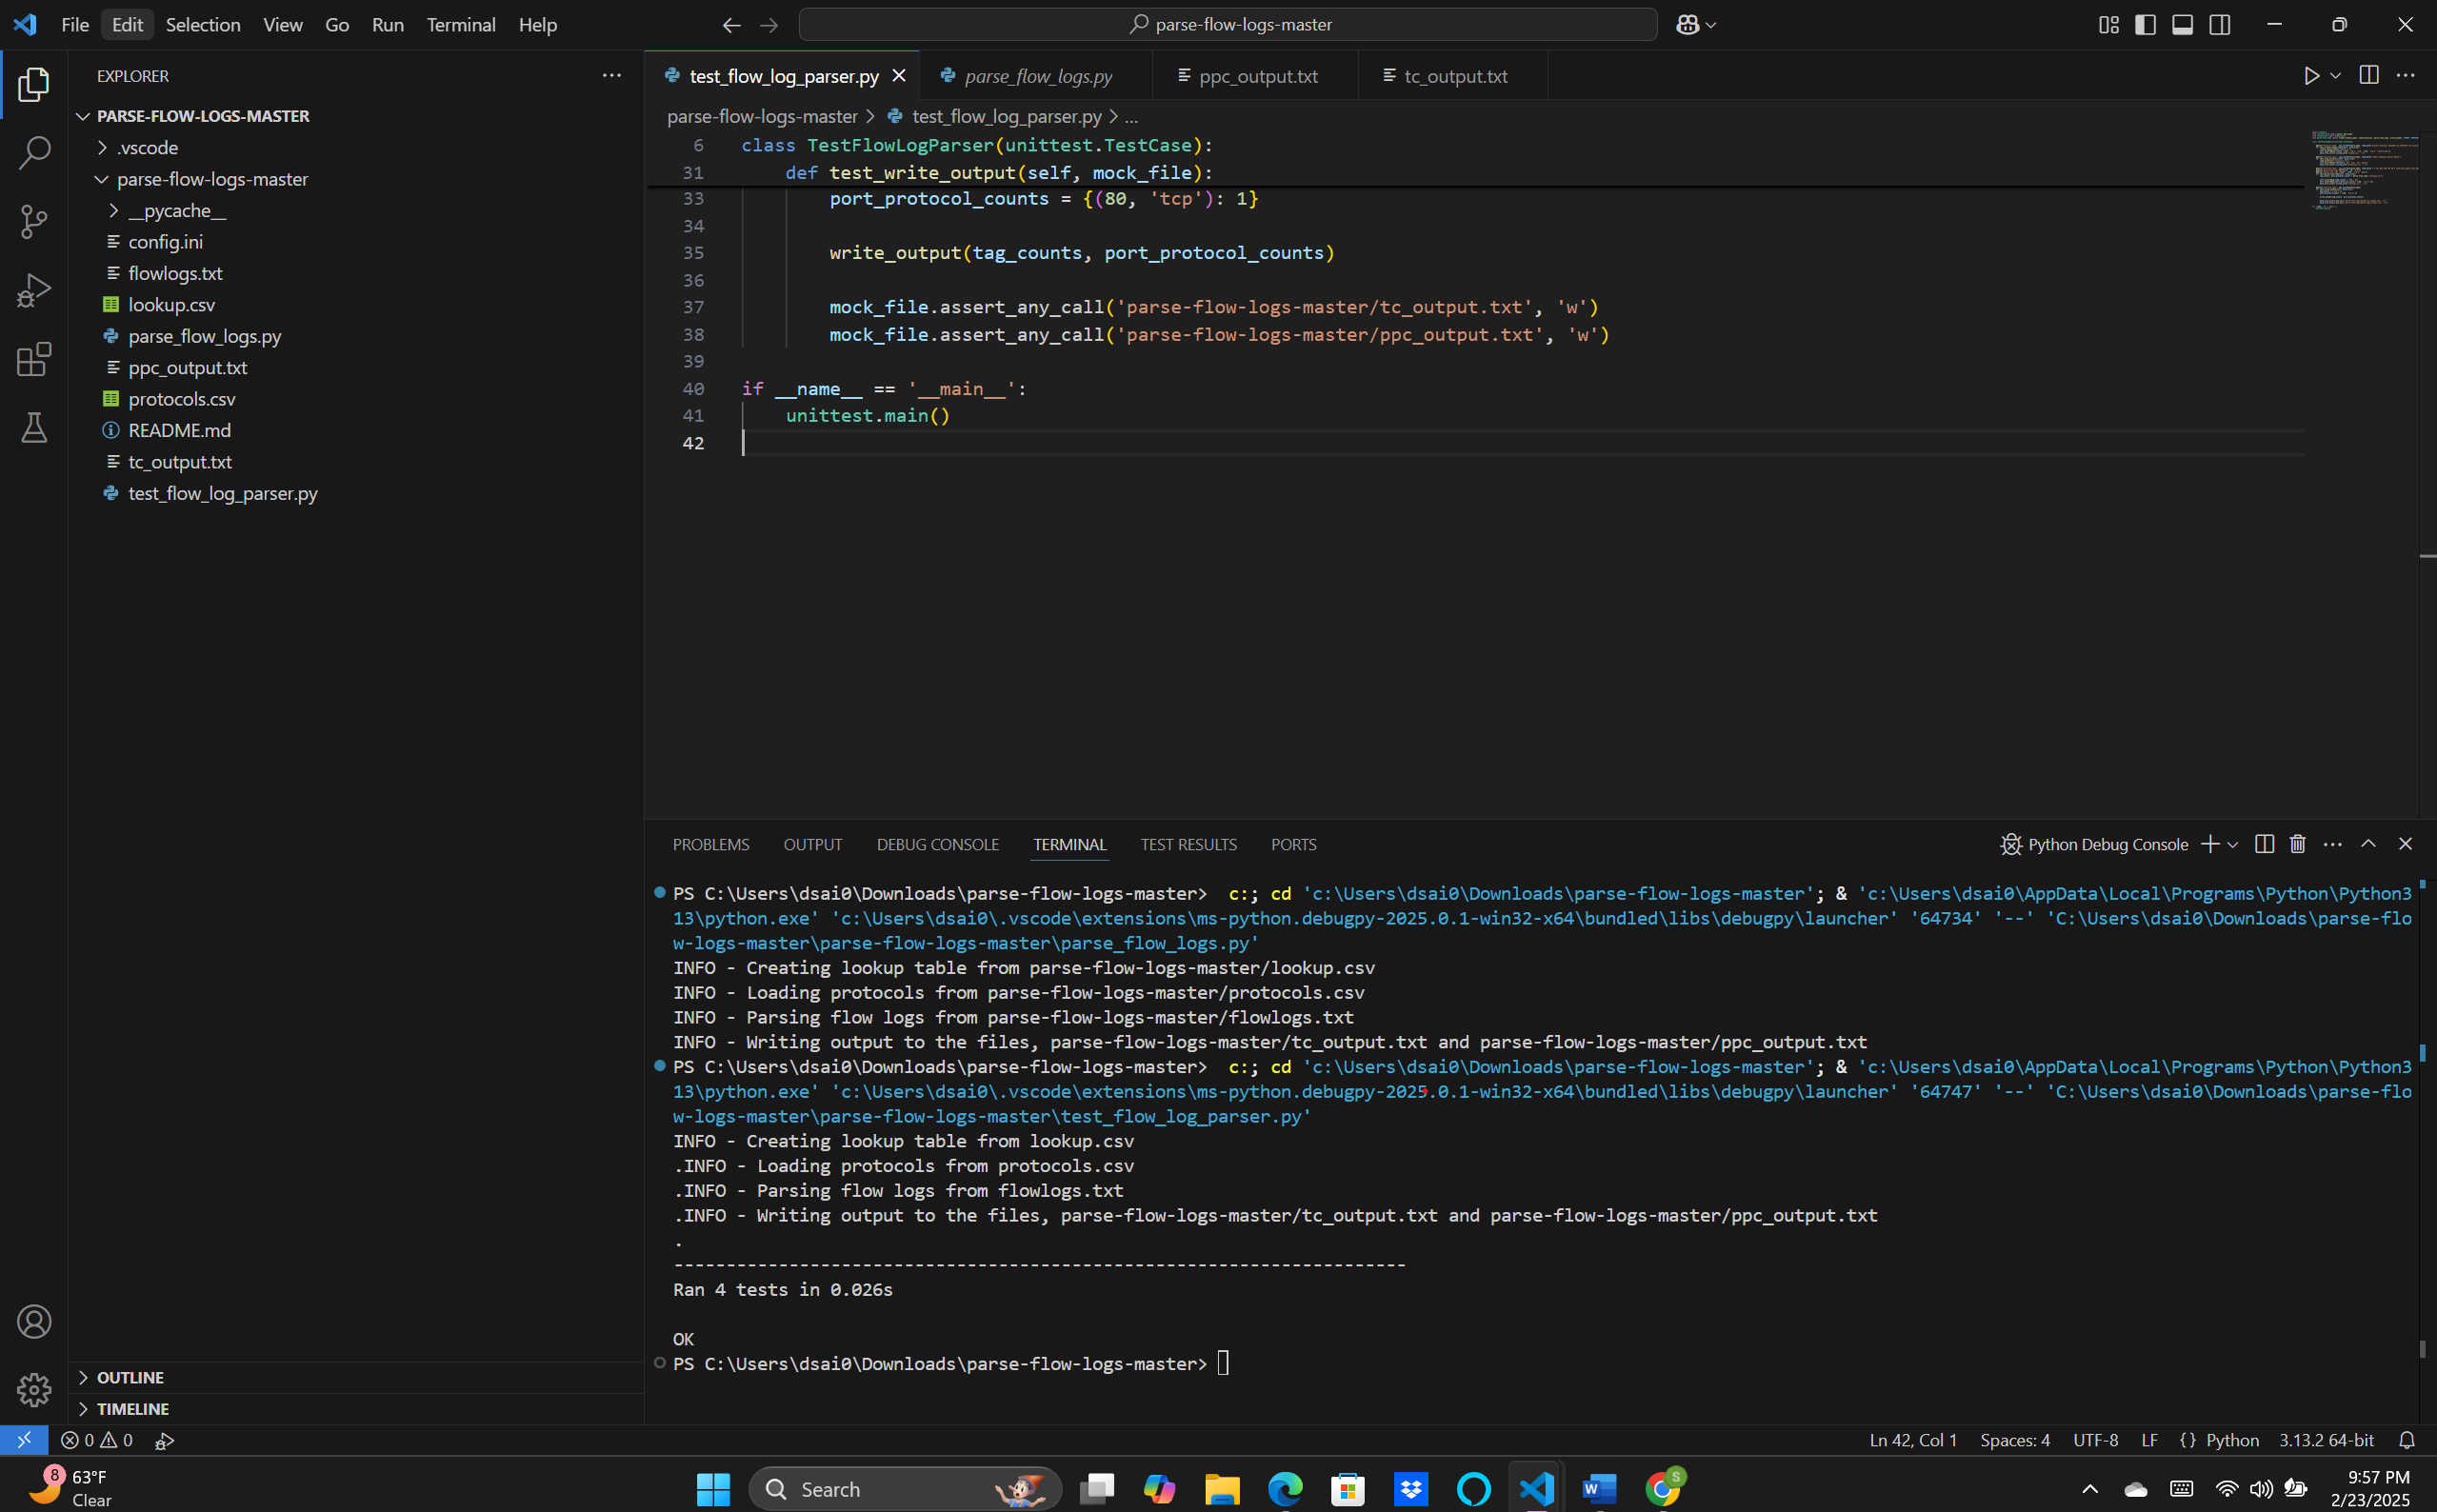 File Edit Selection View Go Run Terminal Help
parse-flow-logs-master
EXPLORER
PARSE-FLOW-LOGS-MASTER
.vscode
parse-flow-logs-master
__pycache__
config.ini
flowlogs.txt
lookup.csv
parse_flow_logs.py
ppc_output.txt
protocols.csv
README.md
tc_output.txt
test_flow_log_parser.py
OUTLINE
TIMELINE
test_flow_log_parser.py parse_flow_logs.py ppc_output.txt tc_output.txt
parse-flow-logs-master > test_flow_log_parser.py > ...
6 class TestFlowLogParser(unittest.TestCase):
31 def test_write_output(self, mock_file):
33 port_protocol_counts = {(80, 'tcp'): 1}
34
35 write_output(tag_counts, port_protocol_counts)
36
37 mock_file.assert_any_call('parse-flow-logs-master/tc_output.txt', 'w')
38 mock_file.assert_any_call('parse-flow-logs-master/ppc_output.txt', 'w')
39
40 if __name__ == '__main__':
41 unittest.main()
42
PROBLEMS OUTPUT DEBUG CONSOLE TERMINAL TEST RESULTS PORTS
Python Debug Console
PS C:\Users\dsai0\Downloads\parse-flow-logs-master> c:; cd 'c:\Users\dsai0\Downloads\parse-flow-logs-master'; & 'c:\Users\dsai0\AppData\Local\Programs\Python\Python3
13\python.exe' 'c:\Users\dsai0\.vscode\extensions\ms-python.debugpy-2025.0.1-win32-x64\bundled\libs\debugpy\launcher' '64734' '--' 'C:\Users\dsai0\Downloads\parse-flo
w-logs-master\parse-flow-logs-master\parse_flow_logs.py'
INFO - Creating lookup table from parse-flow-logs-master/lookup.csv
INFO - Loading protocols from parse-flow-logs-master/protocols.csv
INFO - Parsing flow logs from parse-flow-logs-master/flowlogs.txt
INFO - Writing output to the files, parse-flow-logs-master/tc_output.txt and parse-flow-logs-master/ppc_output.txt
PS C:\Users\dsai0\Downloads\parse-flow-logs-master> c:; cd 'c:\Users\dsai0\Downloads\parse-flow-logs-master'; & 'c:\Users\dsai0\AppData\Local\Programs\Python\Python3
13\python.exe' 'c:\Users\dsai0\.vscode\extensions\ms-python.debugpy-2025.0.1-win32-x64\bundled\libs\debugpy\launcher' '64747' '--' 'C:\Users\dsai0\Downloads\parse-flo
w-logs-master\parse-flow-logs-master\test_flow_log_parser.py'
INFO - Creating lookup table from lookup.csv
.INFO - Loading protocols from protocols.csv
.INFO - Parsing flow logs from flowlogs.txt
.INFO - Writing output to the files, parse-flow-logs-master/tc_output.txt and parse-flow-logs-master/ppc_output.txt
.
----------------------------------------------------------------------
Ran 4 tests in 0.026s
OK
PS C:\Users\dsai0\Downloads\parse-flow-logs-master>
0 0
Ln 42, Col 1 Spaces: 4 UTF-8 LF {} Python 3.13.2 64-bit
8 63°F
Clear
Search
W
S
9:57 PM
2/23/2025